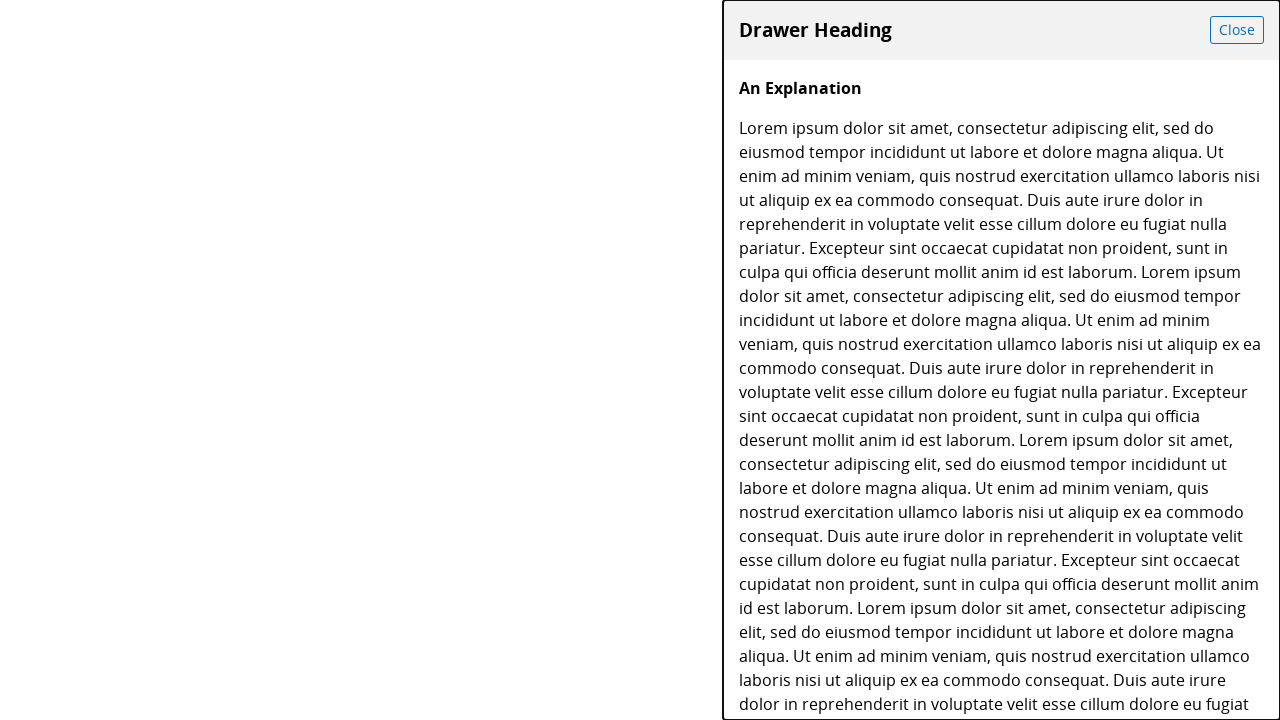 Drawer Heading
Close
An Explanation
Lorem ipsum dolor sit amet, consectetur adipiscing elit, sed do
eiusmod tempor incididunt ut labore et dolore magna aliqua. Ut
enim ad minim veniam, quis nostrud exercitation ullamco laboris nisi
ut aliquip ex ea commodo consequat. Duis aute irure dolor in
reprehenderit in voluptate velit esse cillum dolore eu fugiat nulla
pariatur. Excepteur sint occaecat cupidatat non proident, sunt in
culpa qui officia deserunt mollit anim id est laborum. Lorem ipsum
dolor sit amet, consectetur adipiscing elit, sed do eiusmod tempor
incididunt ut labore et dolore magna aliqua. Ut enim ad minim
veniam, quis nostrud exercitation ullamco laboris nisi ut aliquip ex ea
commodo consequat. Duis aute irure dolor in reprehenderit in
voluptate velit esse cillum dolore eu fugiat nulla pariatur. Excepteur
sint occaecat cupidatat non proident, sunt in culpa qui officia
deserunt mollit anim id est laborum. Lorem ipsum dolor sit amet,
consectetur adipiscing elit, sed do eiusmod tempor incididunt ut
labore et dolore magna aliqua. Ut enim ad minim veniam, quis
nostrud exercitation ullamco laboris nisi ut aliquip ex ea commodo
consequat. Duis aute irure dolor in reprehenderit in voluptate velit
esse cillum dolore eu fugiat nulla pariatur. Excepteur sint occaecat
cupidatat non proident, sunt in culpa qui officia deserunt mollit anim
id est laborum. Lorem ipsum dolor sit amet, consectetur adipiscing
elit, sed do eiusmod tempor incididunt ut labore et dolore magna
aliqua. Ut enim ad minim veniam, quis nostrud exercitation ullamco
laboris nisi ut aliquip ex ea commodo consequat. Duis aute irure
dolor in reprehenderit in voluptate velit esse cillum dolore eu fugiat